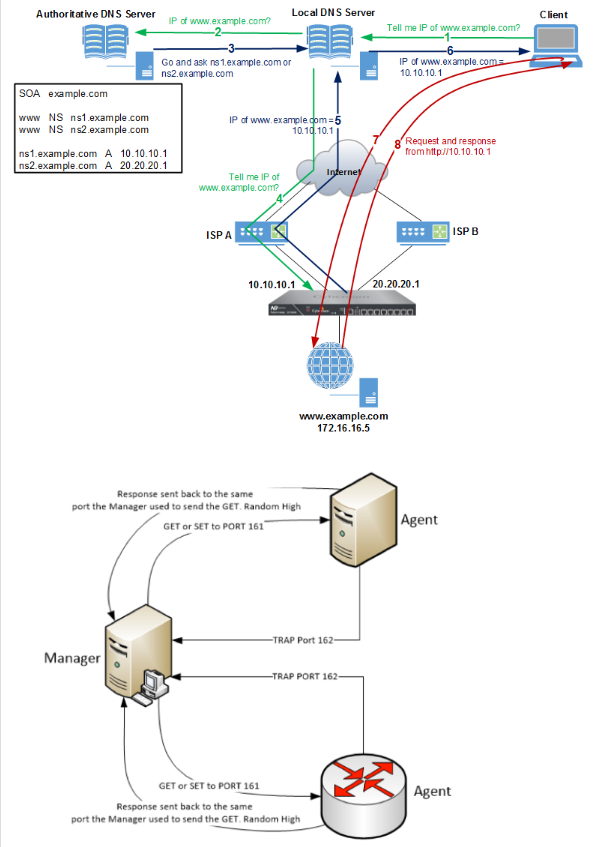 Authoritative DNS Server
IP of www.example.com?
Local DNS Server
Tell me IP of www.example.com?
Client
2
1
3
6
Go and ask ns1.example.com or
ns2.example.com
IP of www.example.com =
10.10.10.1
SOA example.com
www NS ns1.example.com
www NS ns2.example.com
ns1.example.com A 10.10.10.1
ns2.example.com A 20.20.20.1
IP of www.example.com =
10.10.10.1
5
7
8
Request and response
from http://10.10.10.1
Internet
Tell me IP of
www.example.com?
4
ISP A
ISP B
10.10.10.1
20.20.20.1
www.example.com
172.16.16.5
Response sent back to the same
port the Manager used to send the GET. Random High
GET or SET to PORT 161
Agent
TRAP Port 162
Manager
TRAP PORT 162
GET or SET to PORT 161
Agent
Response sent back to the same
port the Manager used to send the GET. Random High